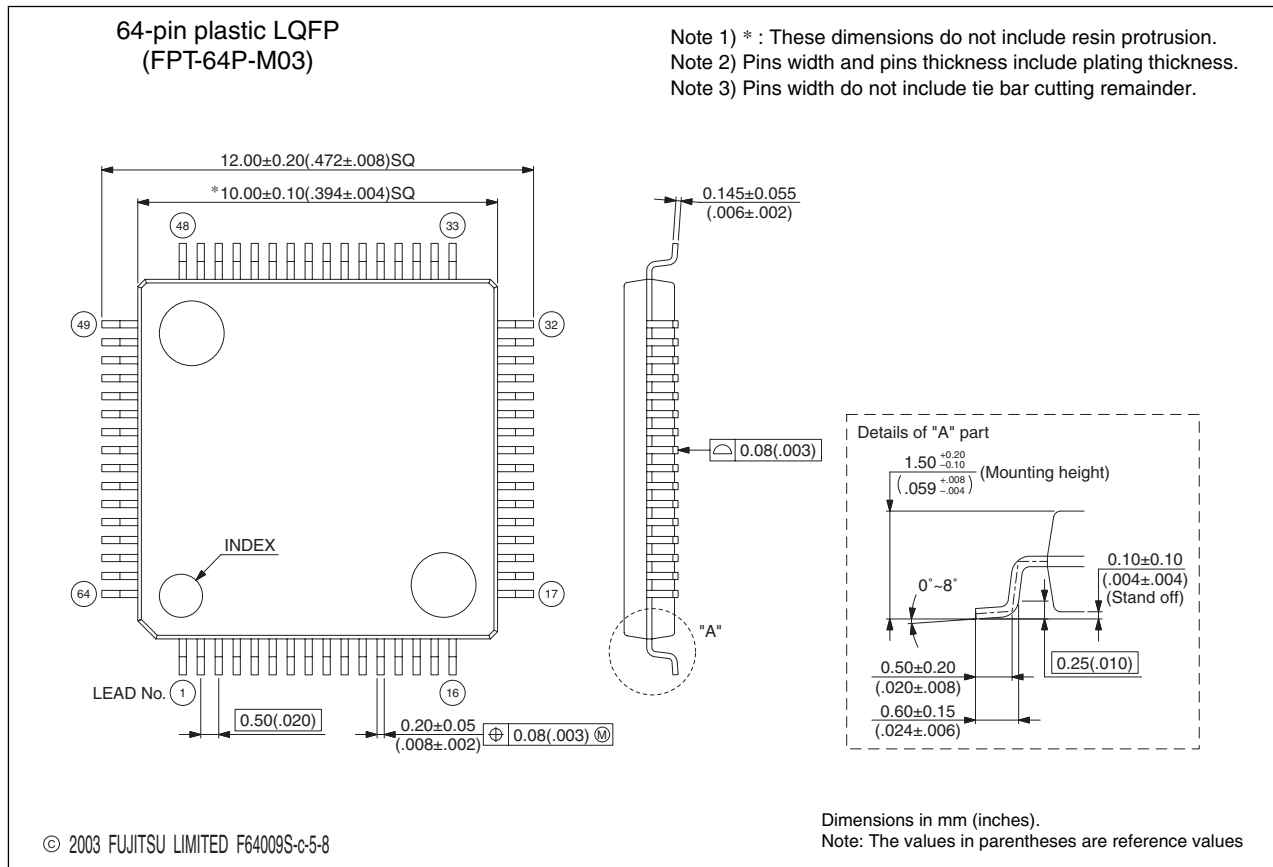 64-pin plastic LQFP
(FPT-64P-M03)
Note 1) * : These dimensions do not include resin protrusion.
Note 2) Pins width and pins thickness include plating thickness.
Note 3) Pins width do not include tie bar cutting remainder.
12.00±0.20(.472±.008)SQ
*10.00±0.10(.394±.004)SQ
48
33
0.145±0.055
(.006±.002)
49
32
0.08(.003)
INDEX
64
17
"A"
LEAD No. 1
16
0.50(.020)
0.20±0.05
(.008±.002)
⌖ 0.08(.003) Ⓜ
Details of "A" part
1.50 +0.20 −0.10
(.059 +.008 −.004)
(Mounting height)
0°~8°
0.10±0.10
(.004±.004)
(Stand off)
0.25(.010)
0.50±0.20
(.020±.008)
0.60±0.15
(.024±.006)
© 2003 FUJITSU LIMITED F64009S-c-5-8
Dimensions in mm (inches).
Note: The values in parentheses are reference values